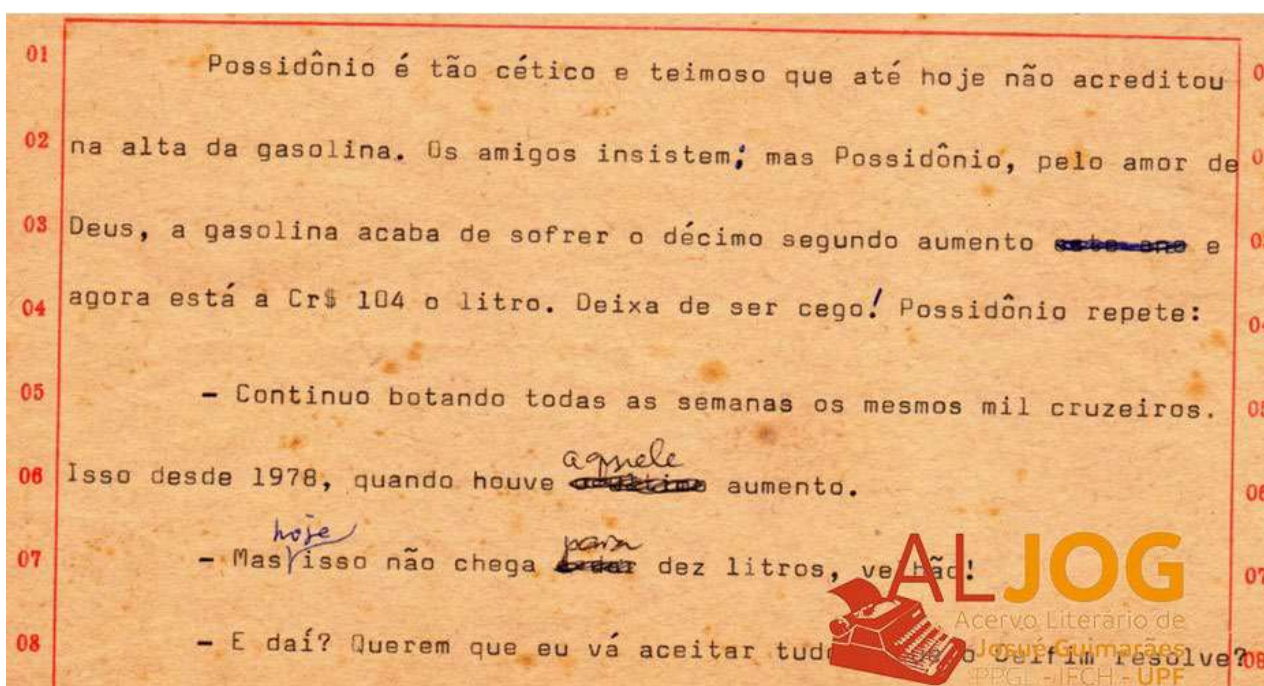 01 Possidônio é tão cético e teimoso que até hoje não acreditou
02 na alta da gasolina. Os amigos insistem; mas Possidônio, pelo amor de
03 Deus, a gasolina acaba de sofrer o décimo segundo aumento e
04 agora está a Cr$ 104 o litro. Deixa de ser cego! Possidônio repete:
05 - Continuo botando todas as semanas os mesmos mil cruzeiros.
06 Isso desde 1978, quando houve aquele aumento.
07 - Mas hoje isso não chega para dez litros, velhão!
08 - E daí? Querem que eu vá aceitar tudo o Delfim resolve?
ALJOG
Acervo Literário de
Josué Guimarães
PPGL - IFCH - UPF